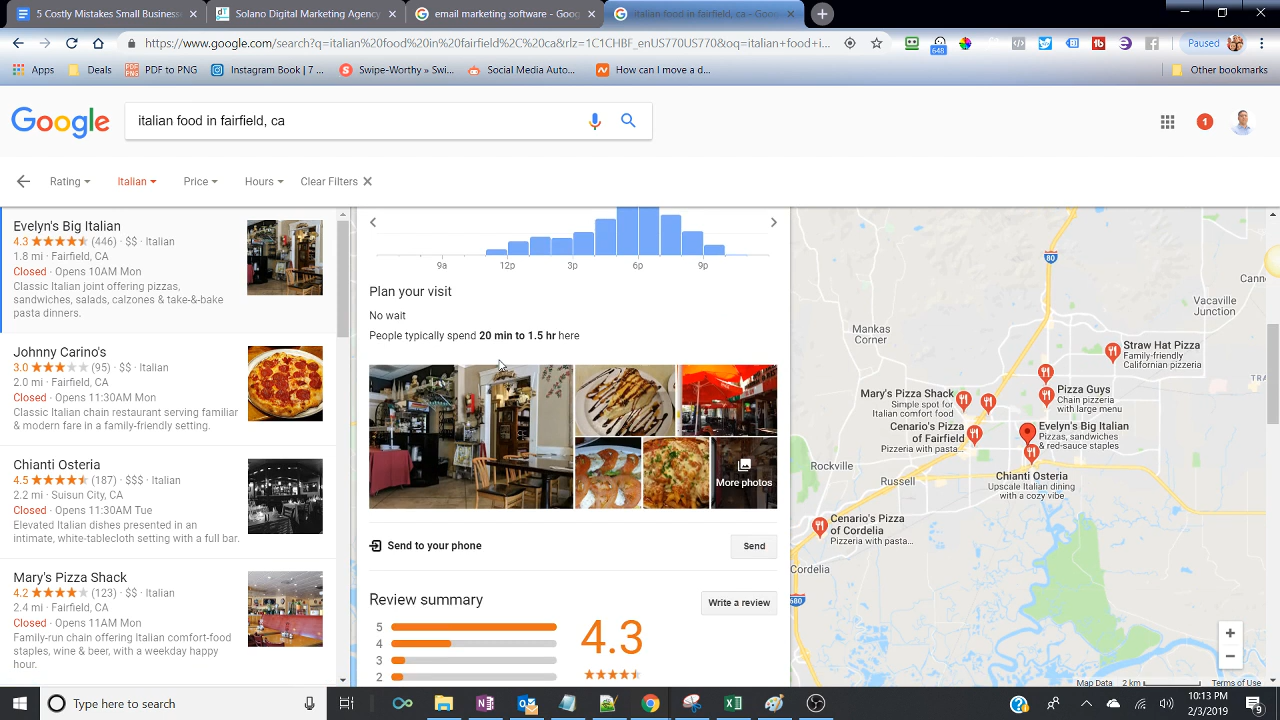 5 Cost Mistakes Small Business
Solano Digital Marketing Agency
email marketing software - Goog
italian food in fairfield, ca - Goo
https://www.google.com/search?q=italian%20food%20in%20fairfield%2C%20ca&rlz=1C1CHBF_enUS770US770&oq=italian+food+i...
648
Paused
Apps
Deals
PDF to PNG
Instagram Book | 7 ...
Swipe-Worthy » Swi...
Social Media Auto...
How can I move a d...
Other bookmarks
Google
italian food in fairfield, ca
1
Rating
Italian
Price
Hours
Clear Filters
Evelyn's Big Italian
4.3 (446) · $$ · Italian
1.8 mi · Fairfield, CA
Closed · Opens 10AM Mon
Classic Italian joint offering pizzas,
sandwiches, salads, calzones & take-&-bake
pasta dinners.
Johnny Carino's
3.0 (95) · $$ · Italian
2.0 mi · Fairfield, CA
Closed · Opens 11:30AM Mon
Classic Italian chain restaurant serving familiar
& modern fare in a family-friendly setting.
Chianti Osteria
4.5 (187) · $$$ · Italian
2.2 mi · Suisun City, CA
Closed · Opens 11:30AM Tue
Elevated Italian dishes presented in an
intimate, white-tablecloth setting with a full bar.
Mary's Pizza Shack
4.2 (123) · $$ · Italian
2.4 mi · Fairfield, CA
Closed · Opens 11AM Mon
Family-run chain offering Italian comfort-food
staples, wine & beer, with a weekday happy
hour.
9a 12p 3p 6p 9p
Plan your visit
No wait
People typically spend 20 min to 1.5 hr here
More photos
Send to your phone
Send
Review summary
Write a review
5
4
3
2
4.3
80
Cann
Vacaville
Junction
Mankas
Corner
Straw Hat Pizza
Family-friendly
Californian pizzeria
TRA
Mary's Pizza Shack
Simple spot for
Italian comfort food
Pizza Guys
Chain pizzeria
with large menu
Cenario's Pizza
of Fairfield
Pizzeria with pasta...
Evelyn's Big Italian
Pizzas, sandwiches
& red-sauce staples
Rockville
Russell
Chianti Osteria
Upscale Italian dining
with a cozy vibe
Cenario's Pizza
of Cordelia
Pizzeria with pasta...
Cordelia
680
+
−
Map Data 2 km Terms of Use
Type here to search
10:13 PM
2/3/2019
9